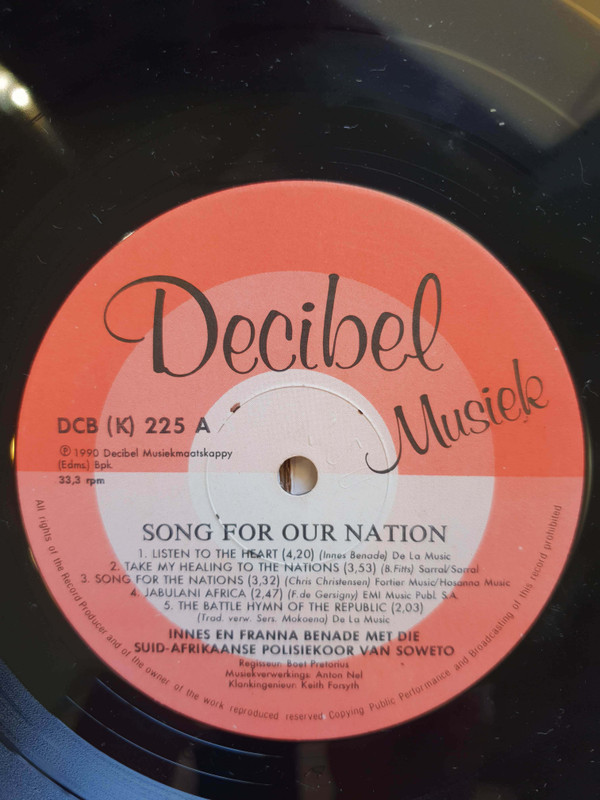 Decibel
Musiek
DCB (K) 225 A
℗ 1990 Decibel Musiekmaatskappy
(Edms.) Bpk.
33,3 rpm
SONG FOR OUR NATION
1. LISTEN TO THE HEART (4,20) (Innes Benade) De La Music
2. TAKE MY HEALING TO THE NATIONS (3,53) (B.Fitts) Sarral/Sarral
3. SONG FOR THE NATIONS (3,32) (Chris Christensen) Fortier Music/Hosanna Music
4. JABULANI AFRICA (2,47) (F.de Gersigny) EMI Music Publ. S.A.
5. THE BATTLE HYMN OF THE REPUBLIC (2,03)
(Trad. verw. Sers. Mokoena) De La Music
INNES EN FRANNA BENADE MET DIE
SUID-AFRIKAANSE POLISIEKOOR VAN SOWETO
Regisseur: Boet Pretorius
Musiekverwerkings: Anton Nel
Klankingenieur: Keith Forsyth
All rights of the Record Producer and of the owner of the work reproduced reserved Copying Public Performance and Broadcasting of this record prohibited